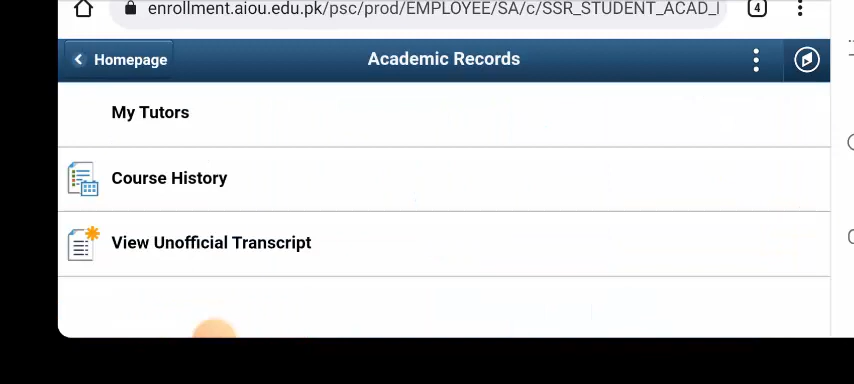 enrollment.aiou.edu.pk/psc/prod/EMPLOYEE/SA/c/SSR_STUDENT_ACAD_
4
Homepage
Academic Records
My Tutors
Course History
View Unofficial Transcript